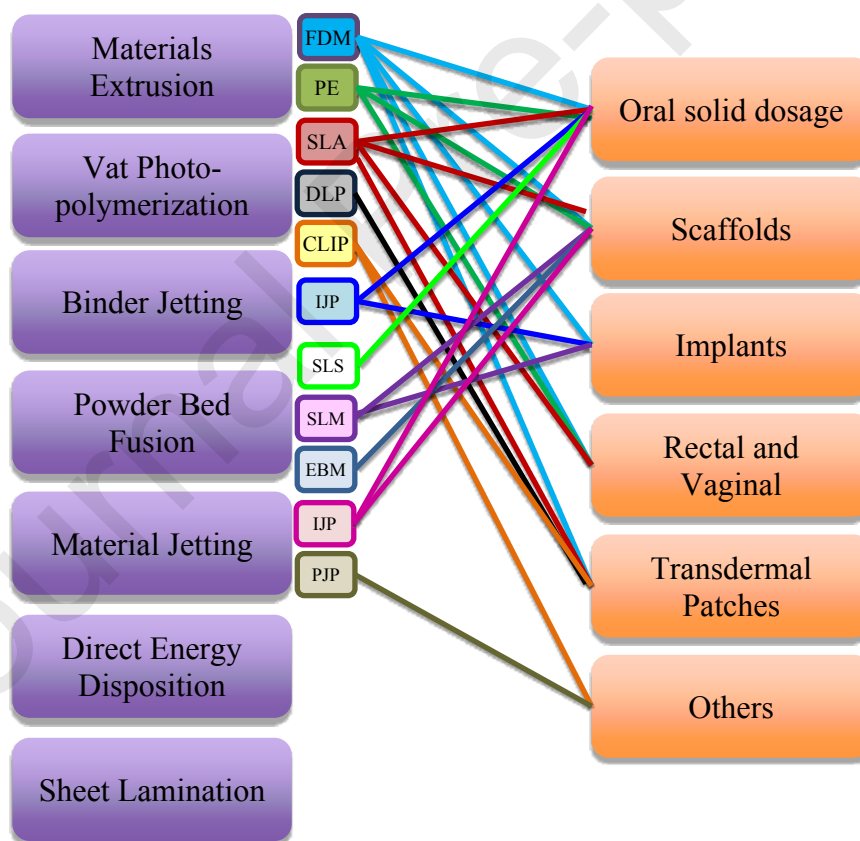 Materials
Extrusion
Vat Photo-
polymerization
Binder Jetting
Powder Bed
Fusion
Material Jetting
Direct Energy
Disposition
Sheet Lamination
FDM
PE
SLA
DLP
CLIP
IJP
SLS
SLM
EBM
IJP
PJP
Oral solid dosage
Scaffolds
Implants
Rectal and
Vaginal
Transdermal
Patches
Others
Journal Pre-p